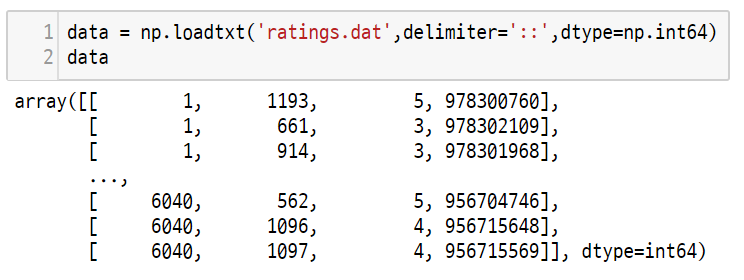 1 data = np.loadtxt('ratings.dat',delimiter='::',dtype=np.int64)
2 data
array([[        1,      1193,         5, 978300760],
       [        1,       661,         3, 978302109],
       [        1,       914,         3, 978301968],
       ...,
       [     6040,       562,         5, 956704746],
       [     6040,      1096,         4, 956715648],
       [     6040,      1097,         4, 956715569]], dtype=int64)